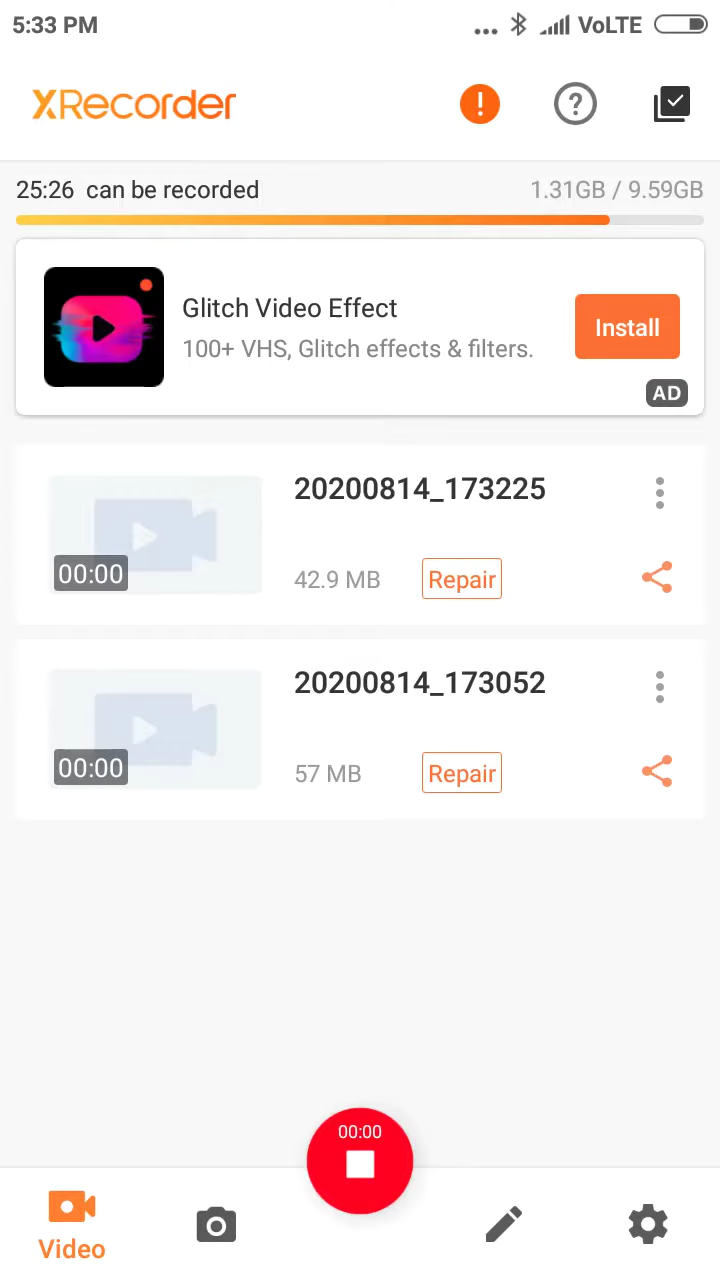 5:33 PM ... VoLTE
XRecorder ! ?
25:26 can be recorded 1.31GB / 9.59GB
Glitch Video Effect
100+ VHS, Glitch effects & filters.
Install
AD
20200814_173225
00:00 42.9 MB Repair
20200814_173052
00:00 57 MB Repair
00:00
Video